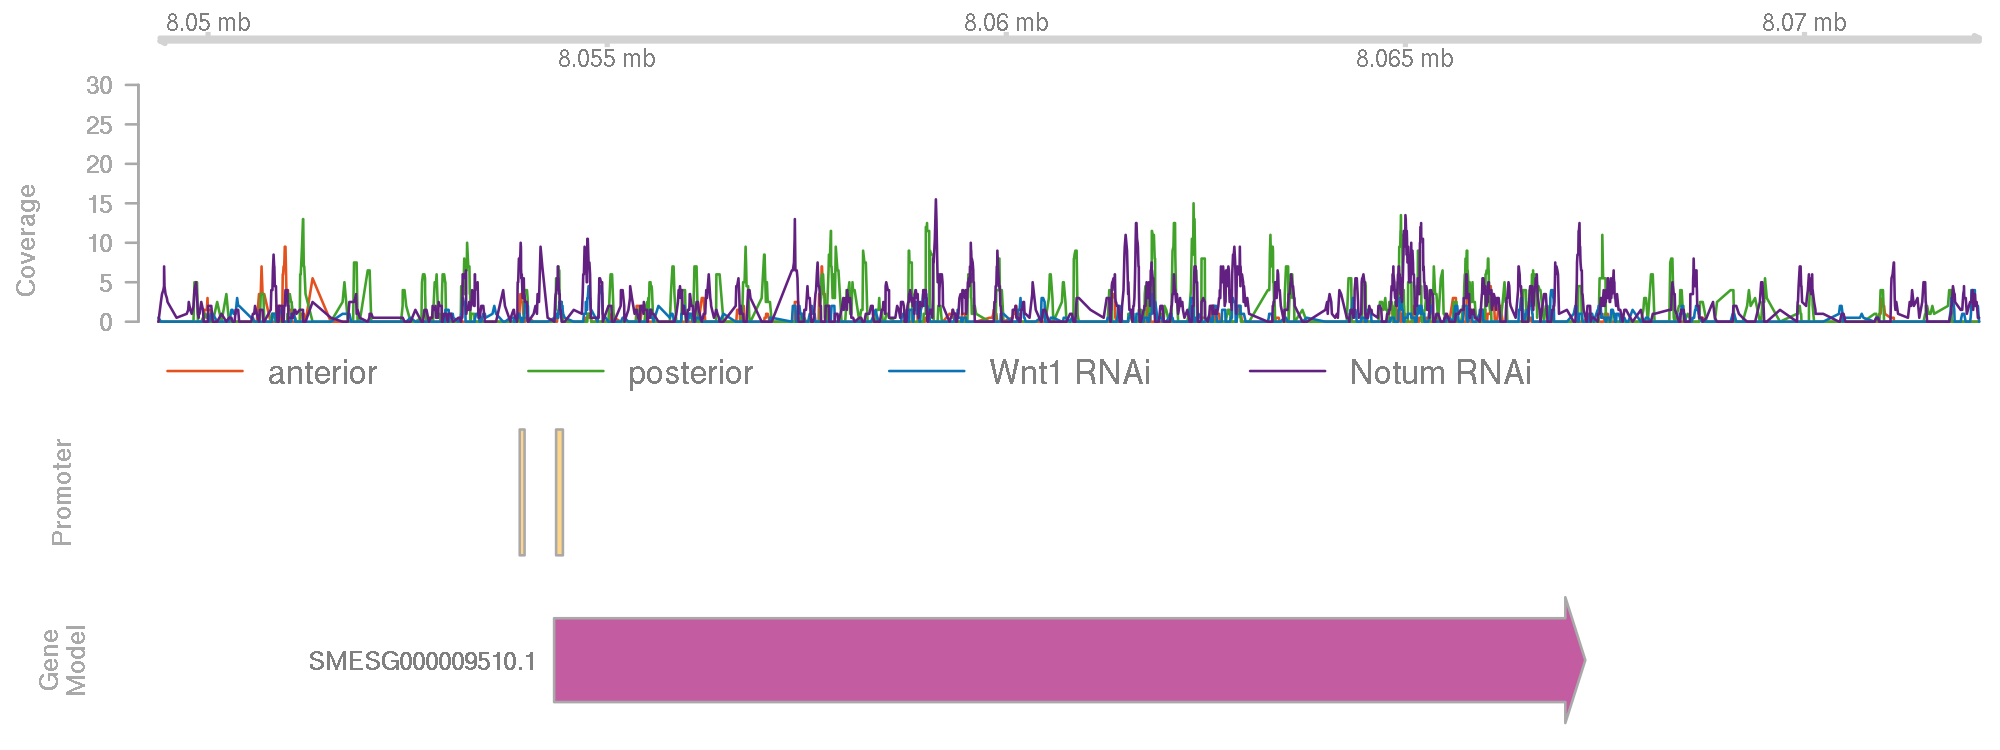 8.05 mb 8.06 mb 8.07 mb
8.055 mb 8.065 mb
30
25
20
15
10
5
0
Coverage
anterior posterior Wnt1 RNAi Notum RNAi
Promoter
Gene
Model
SMESG000009510.1